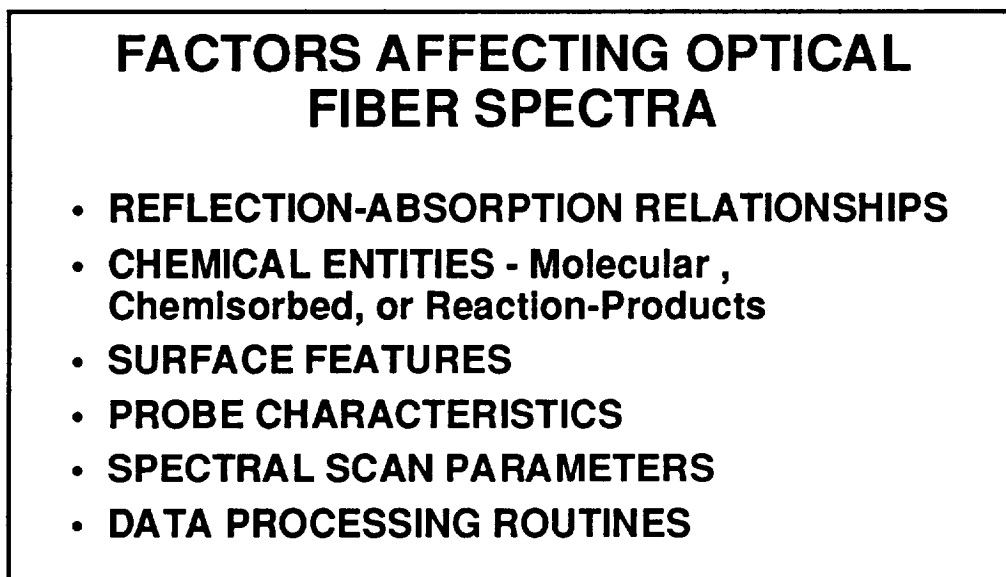 FACTORS AFFECTING OPTICAL
FIBER SPECTRA
• REFLECTION-ABSORPTION RELATIONSHIPS
• CHEMICAL ENTITIES - Molecular ,
Chemisorbed, or Reaction-Products
• SURFACE FEATURES
• PROBE CHARACTERISTICS
• SPECTRAL SCAN PARAMETERS
• DATA PROCESSING ROUTINES